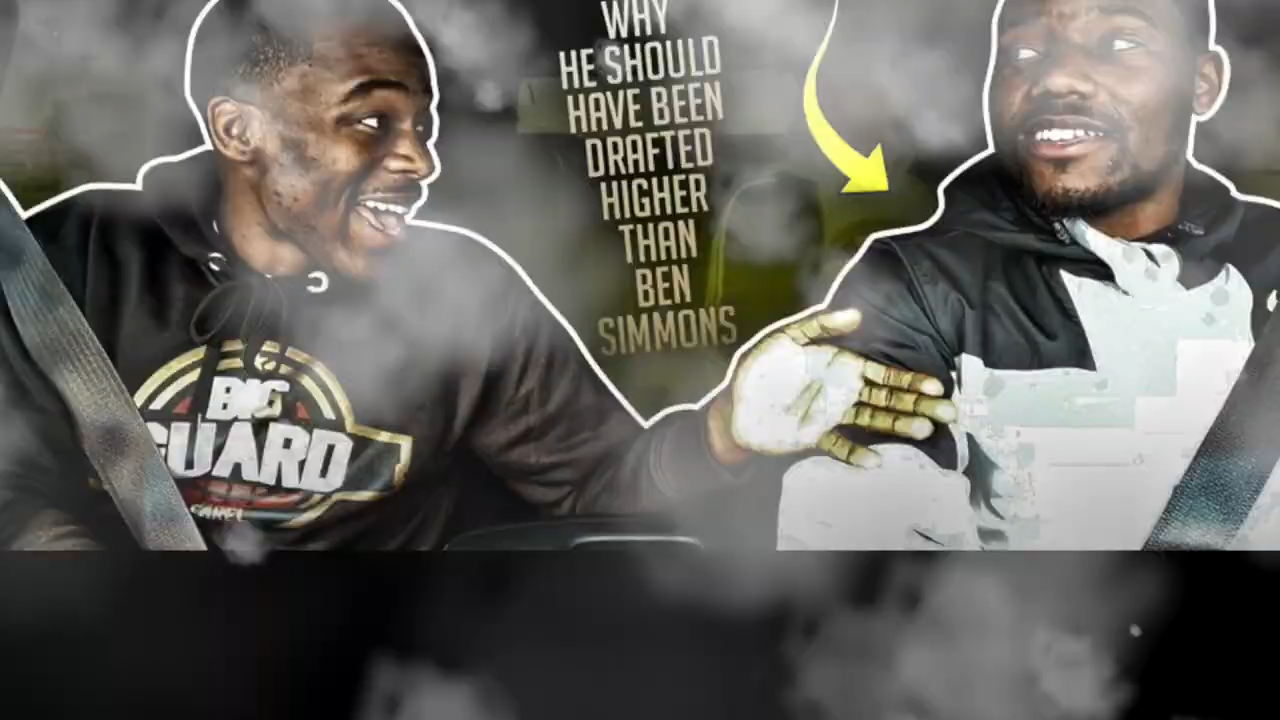 WHY
HE SHOULD
HAVE BEEN
DRAFTED
HIGHER
THAN
BEN
SIMMONS
BIG
GUARD